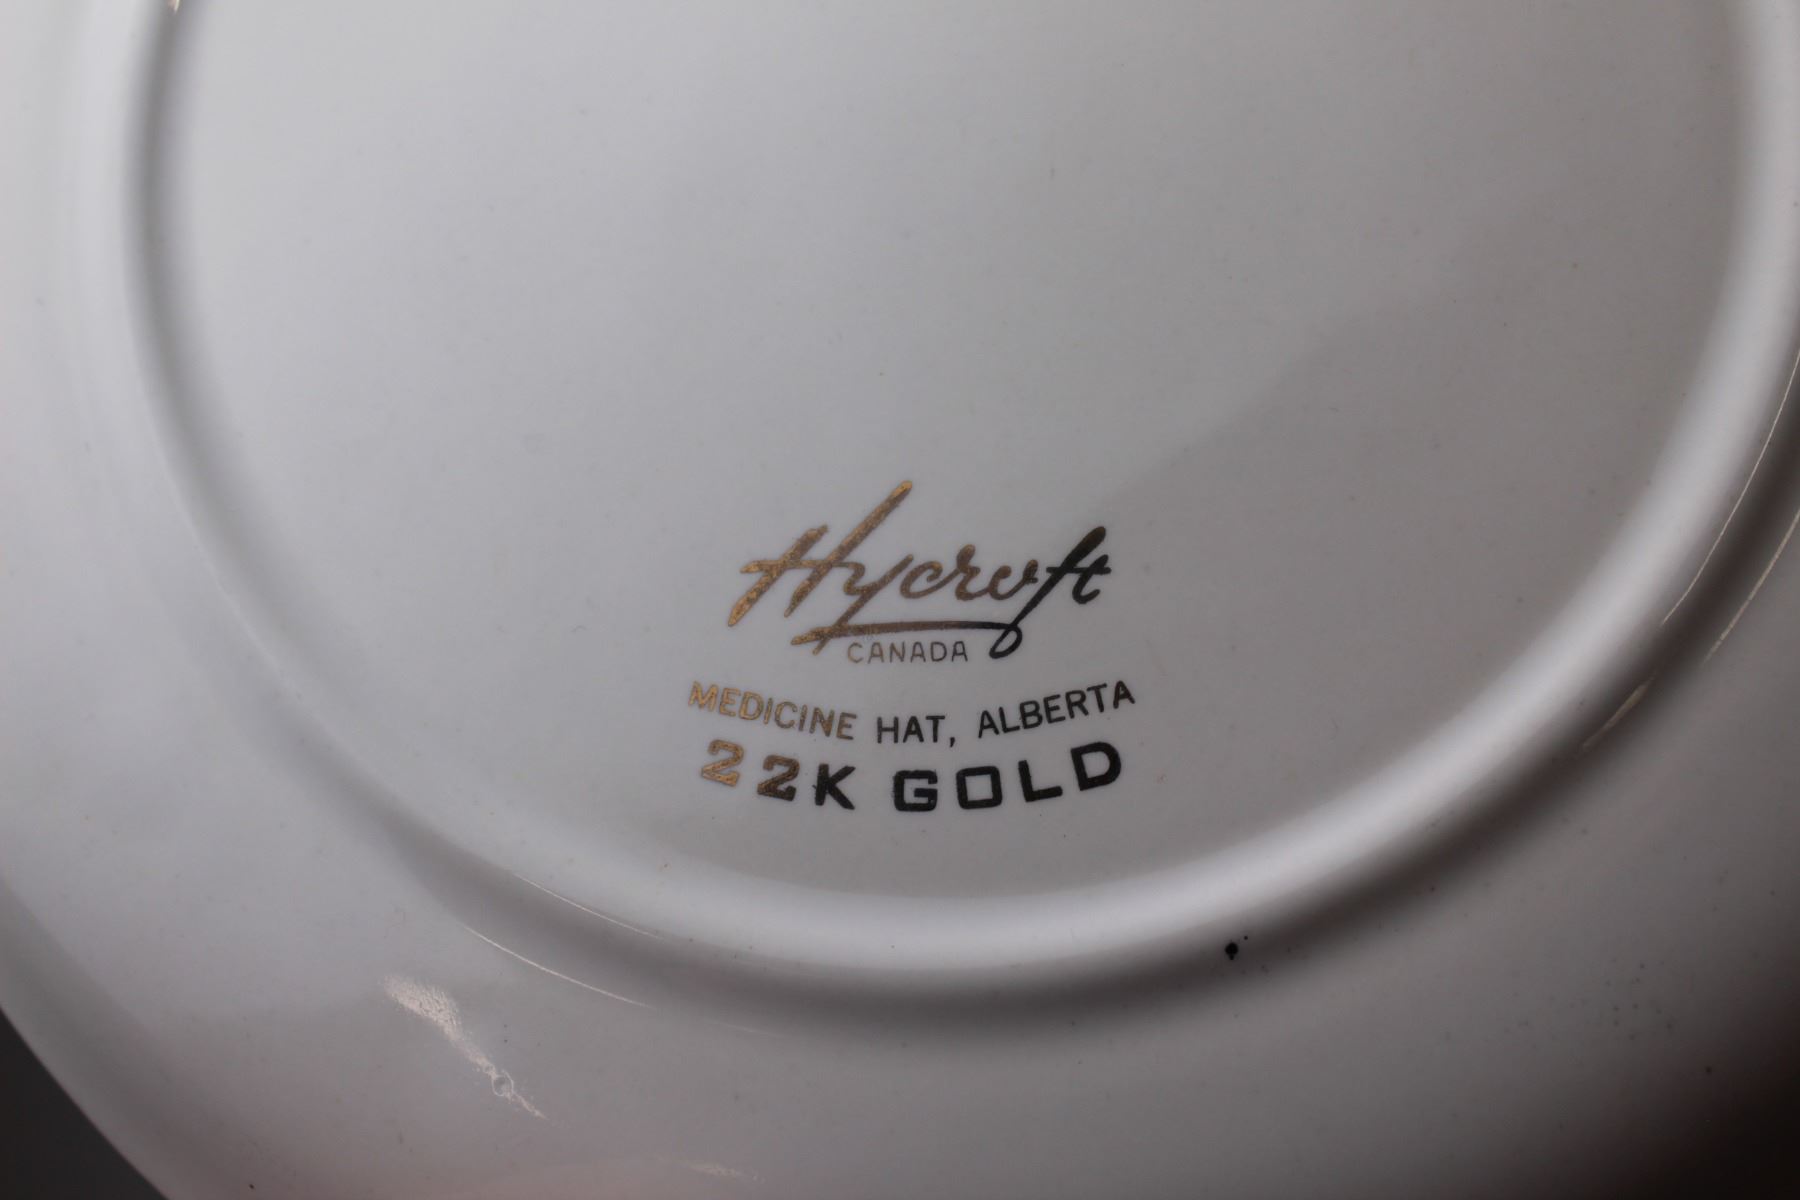 Hycroft
CANADA
MEDICINE HAT, ALBERTA
22K GOLD